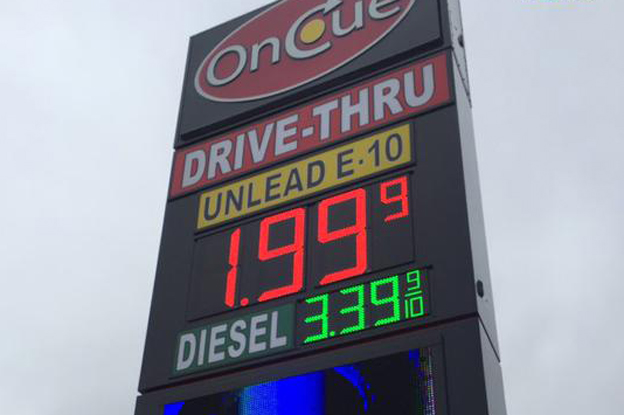 OnCue
DRIVE-THRU
UNLEAD E-10
1.99 9
DIESEL 3.39 9/10